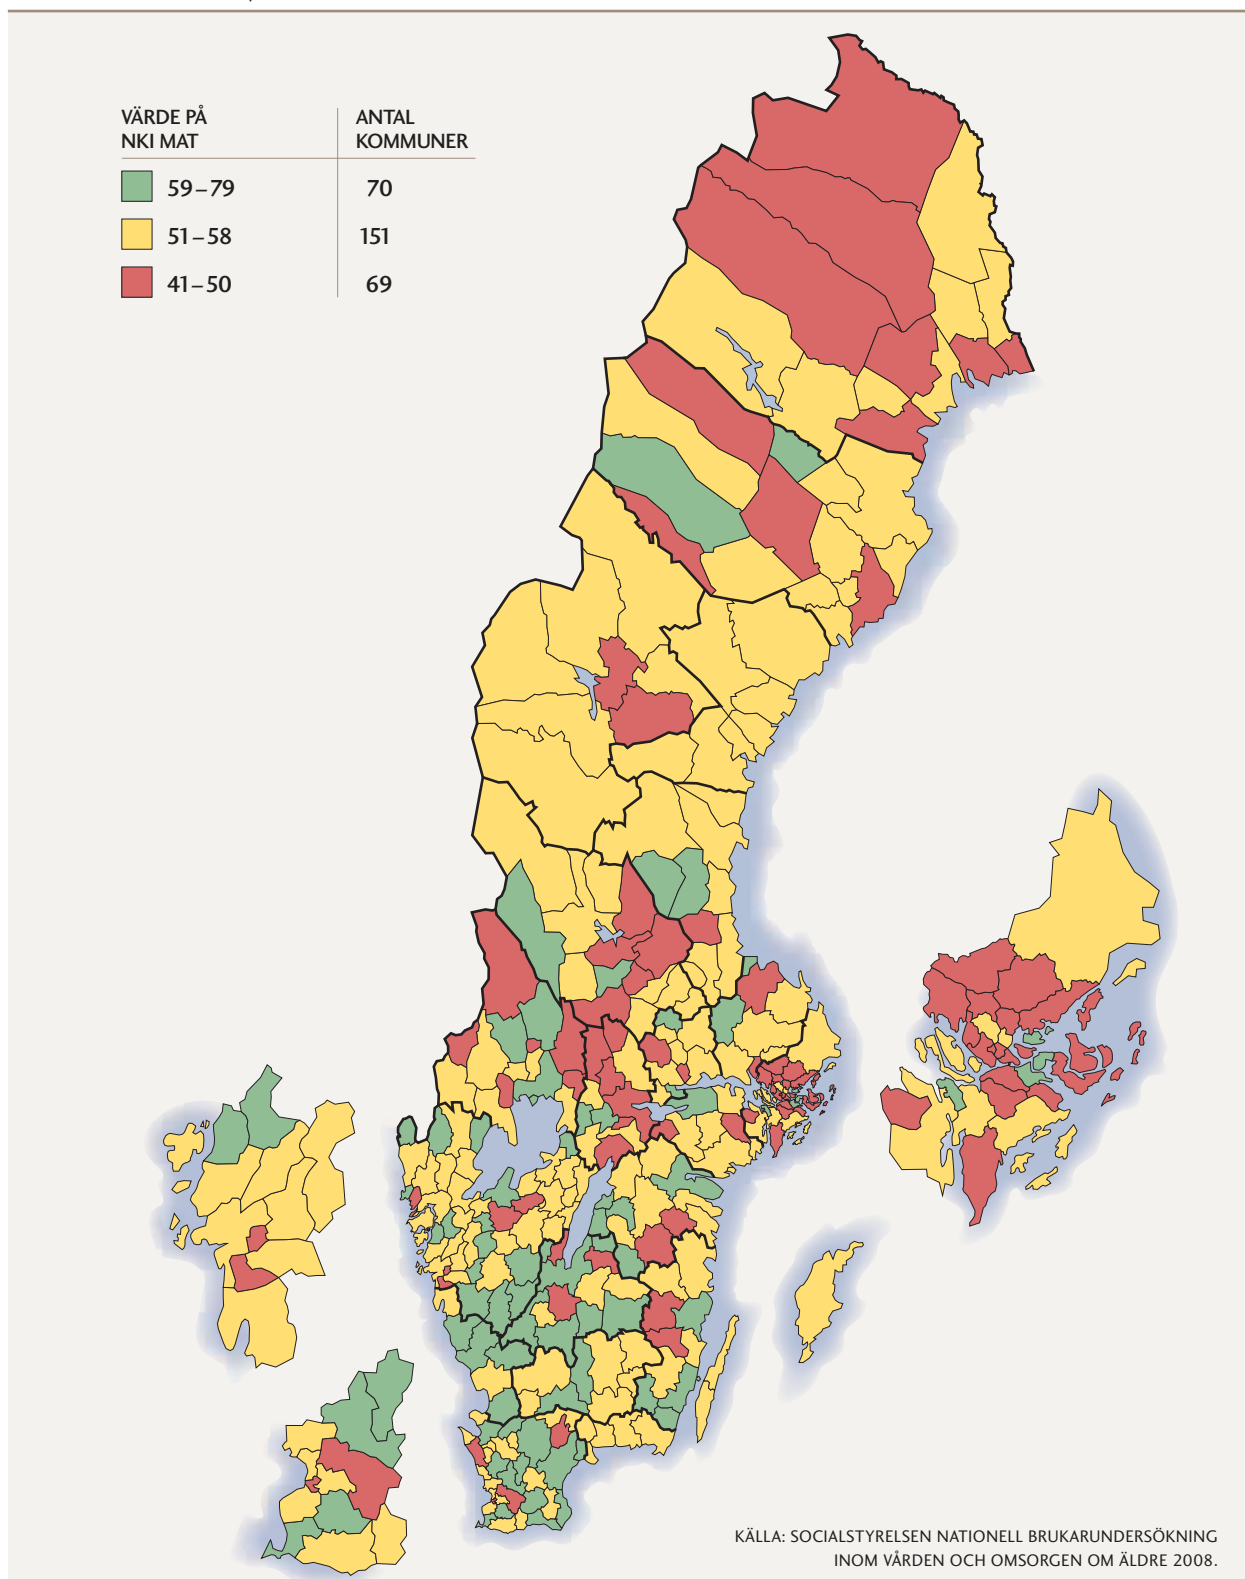 VÄRDE PÅ
NKI MAT
ANTAL
KOMMUNER
59–79 70
51–58 151
41–50 69
KÄLLA: SOCIALSTYRELSEN NATIONELL BRUKARUNDERSÖKNING
INOM VÅRDEN OCH OMSORGEN OM ÄLDRE 2008.